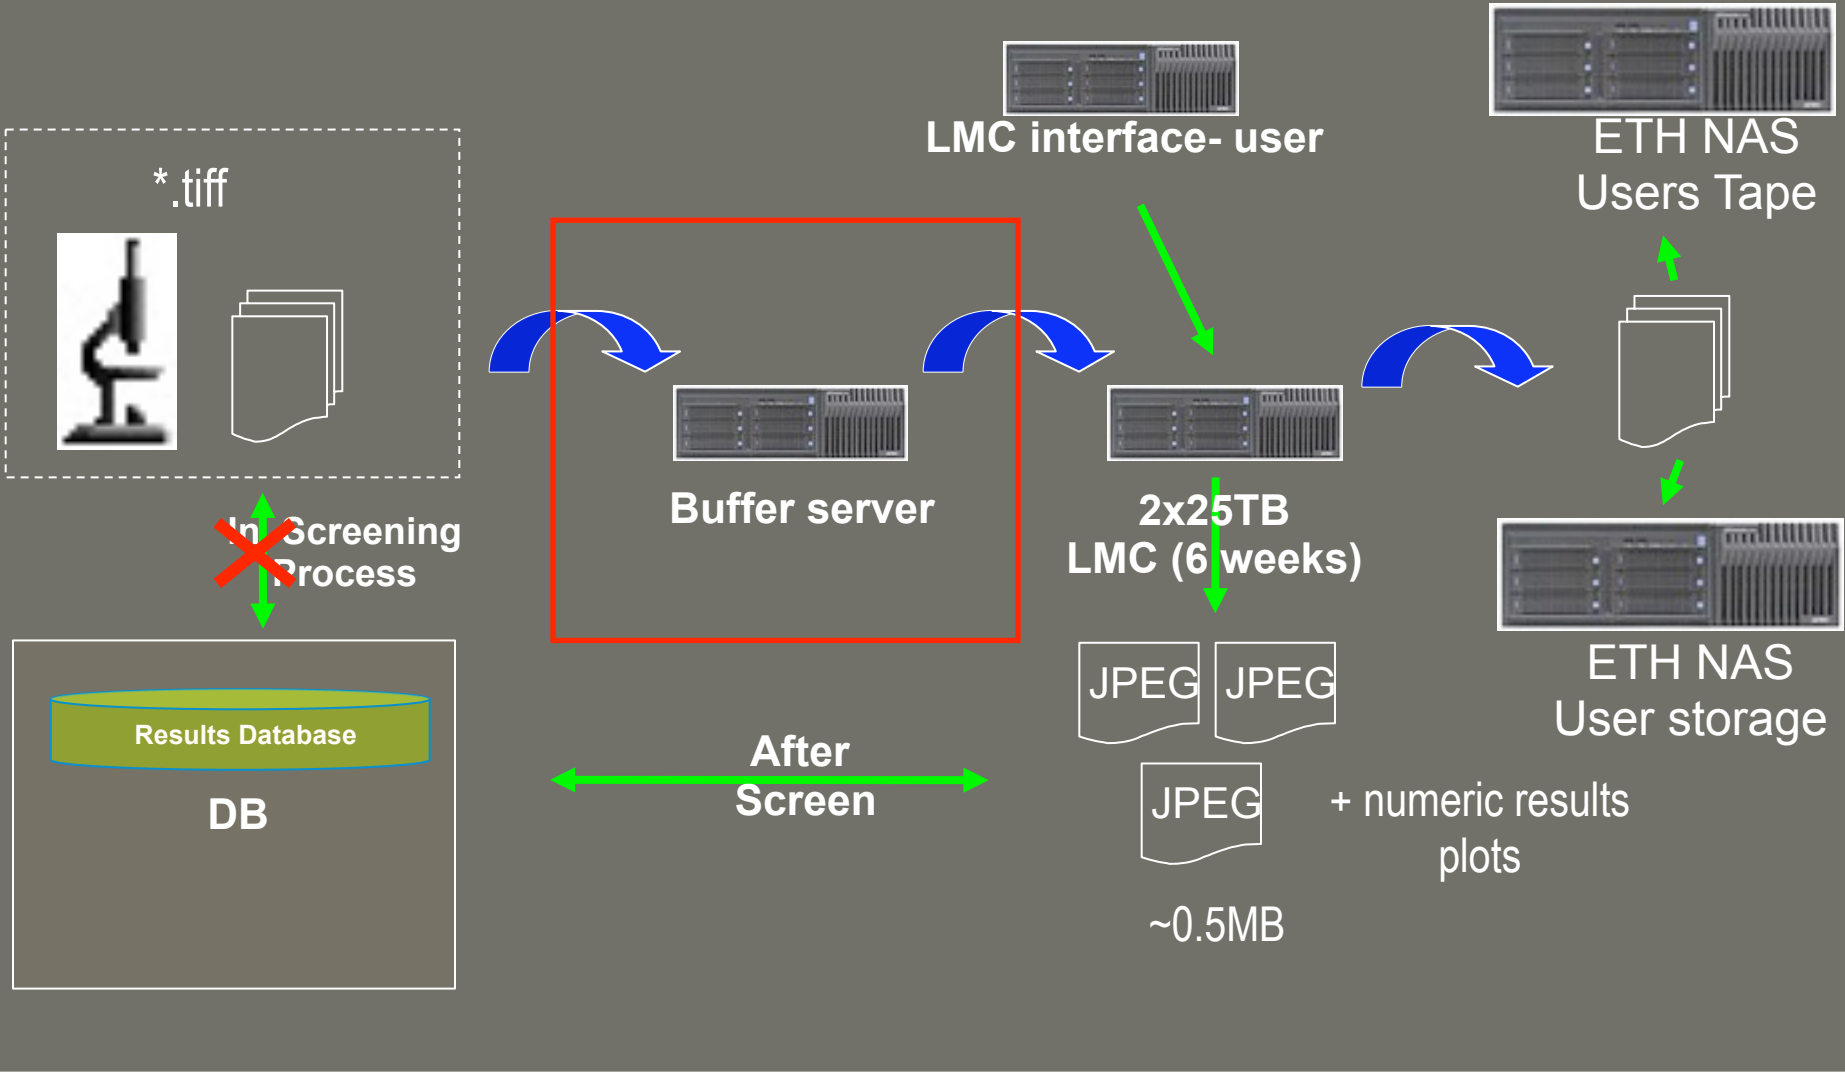 LMC interface- user
ETH NAS
Users Tape
*.tiff
Buffer server
2x25TB
LMC (6 weeks)
In Screening
Process
JPEG
JPEG
ETH NAS
User storage
Results Database
DB
After
Screen
JPEG
+ numeric results
plots
~0.5MB